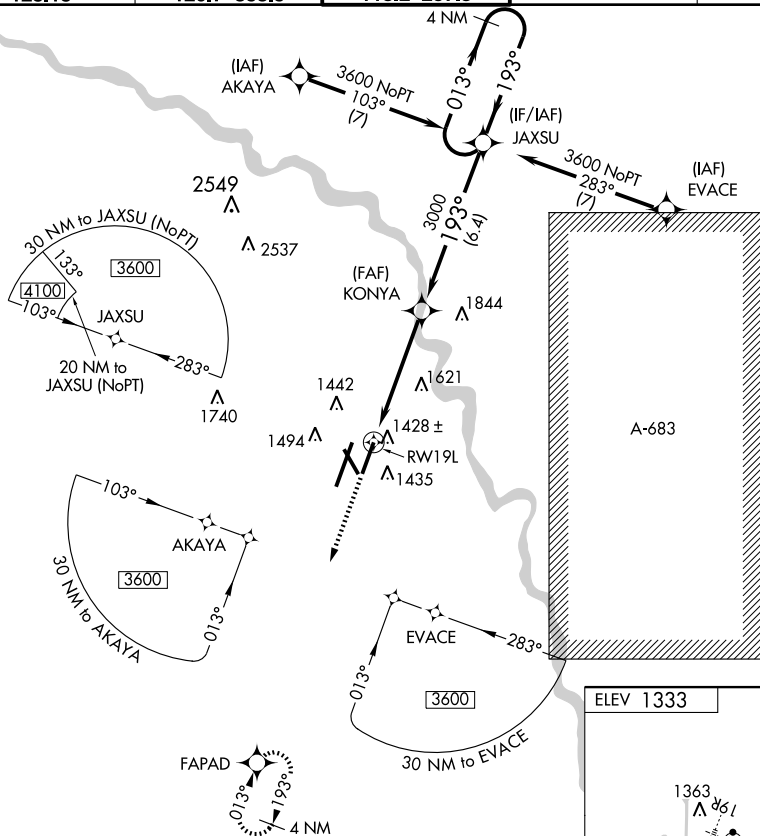 4 NM
(IAF)
AKAYA
3600 NoPT
103°
(7)
013°
193°
(IF/IAF)
JAXSU
3600 NoPT
283°
(7)
(IAF)
EVACE
2549
2537
3000
193°
(6.4)
30 NM to JAXSU (NoPT)
133°
3600
4100
103°
JAXSU
283°
20 NM to
JAXSU (NoPT)
(FAF)
KONYA
1844
1740
1442
1621
1494
1428 ±
RW19L
1435
A-683
103°
AKAYA
3600
013°
30 NM to AKAYA
EVACE
283°
013°
3600
30 NM to EVACE
ELEV 1333
FAPAD
013°
193°
4 NM
1363
19R